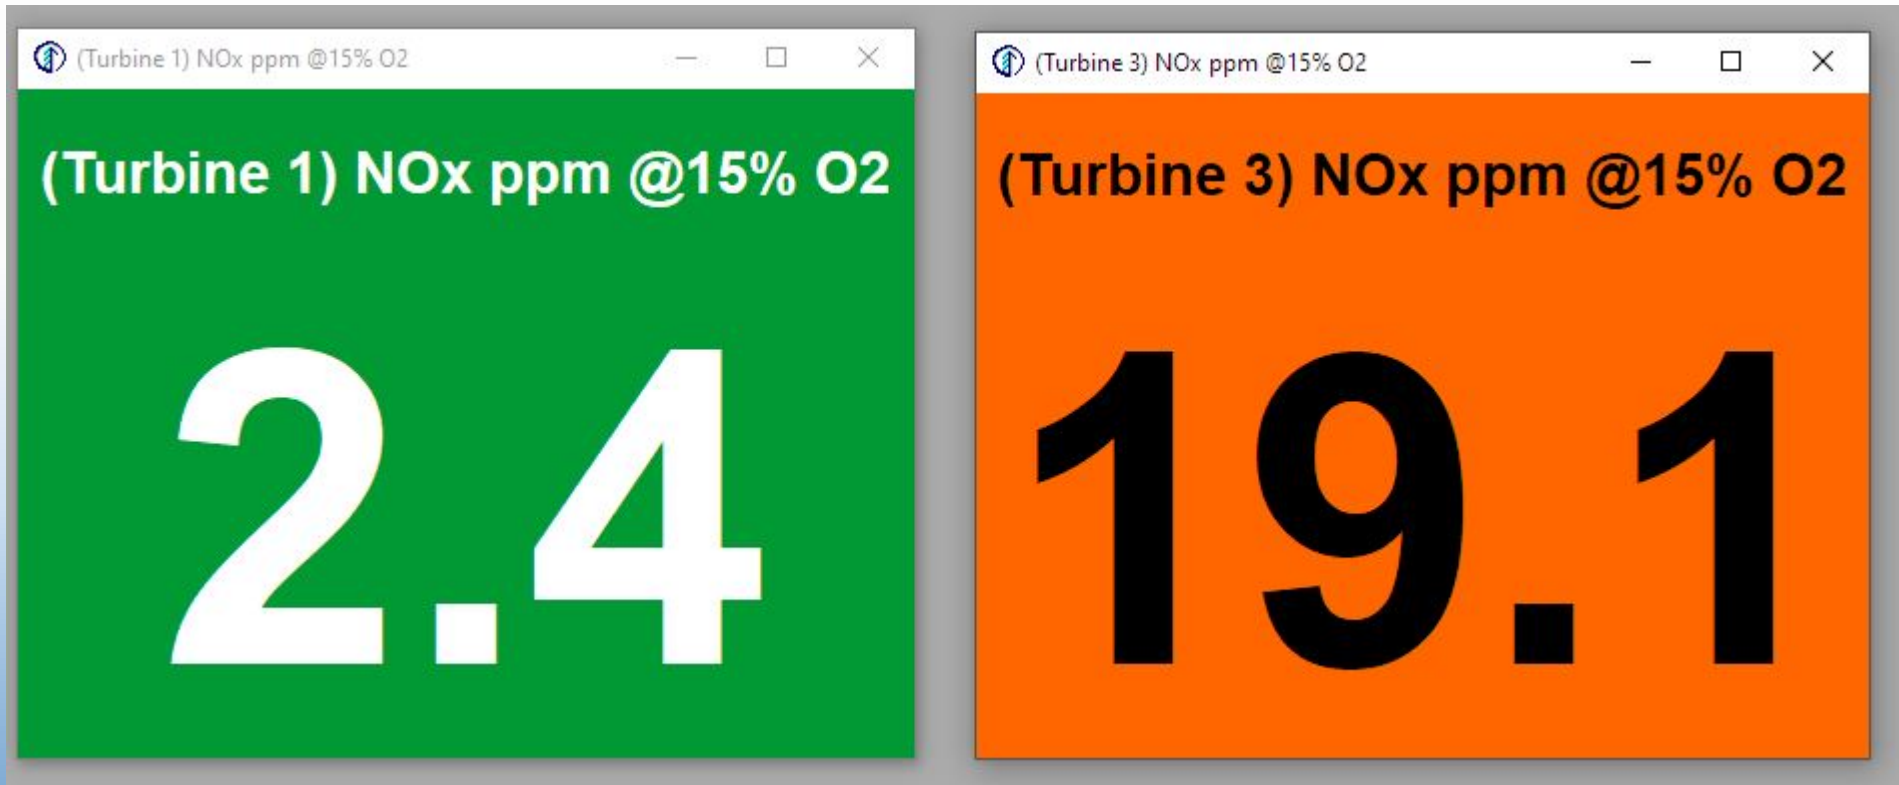 (Turbine 1) NOx ppm @15% O2
(Turbine 1) NOx ppm @15% O2
2.4
(Turbine 3) NOx ppm @15% O2
(Turbine 3) NOx ppm @15% O2
19.1